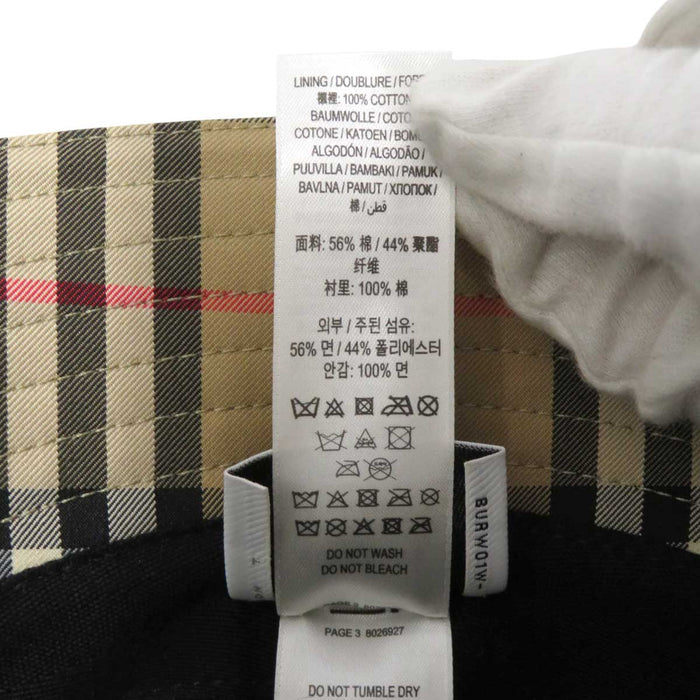 LINING / DOUBLURE /
襯裡: 100% COTTON
BAUMWOLLE /
COTONE / KATOEN /
ALGODÓN / ALGODÃO /
PUUVILLA / BAMBAKI / PAMUK /
BAVLNA / PAMUT / ХЛОПОК /
棉 / قطن /
面料: 56% 棉 / 44% 聚酯
纤维
衬里: 100% 棉
외부 / 주된 섬유:
56% 면 / 44% 폴리에스터
안감: 100% 면
DO NOT WASH
DO NOT BLEACH
BURW01W-
PAGE 3 8026927
DO NOT TUMBLE DRY